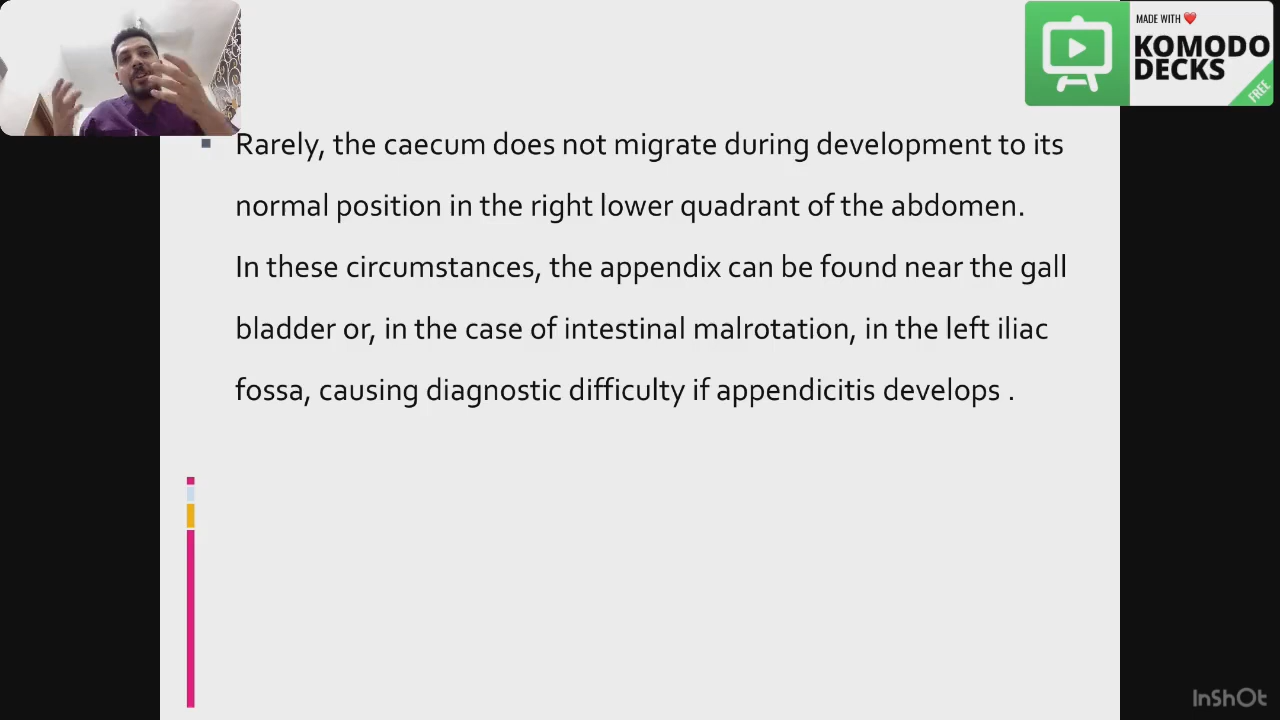 MADE WITH ❤️
KOMODO
DECKS
FREE
▪ Rarely, the caecum does not migrate during development to its
normal position in the right lower quadrant of the abdomen.
In these circumstances, the appendix can be found near the gall
bladder or, in the case of intestinal malrotation, in the left iliac
fossa, causing diagnostic difficulty if appendicitis develops .
InShOt